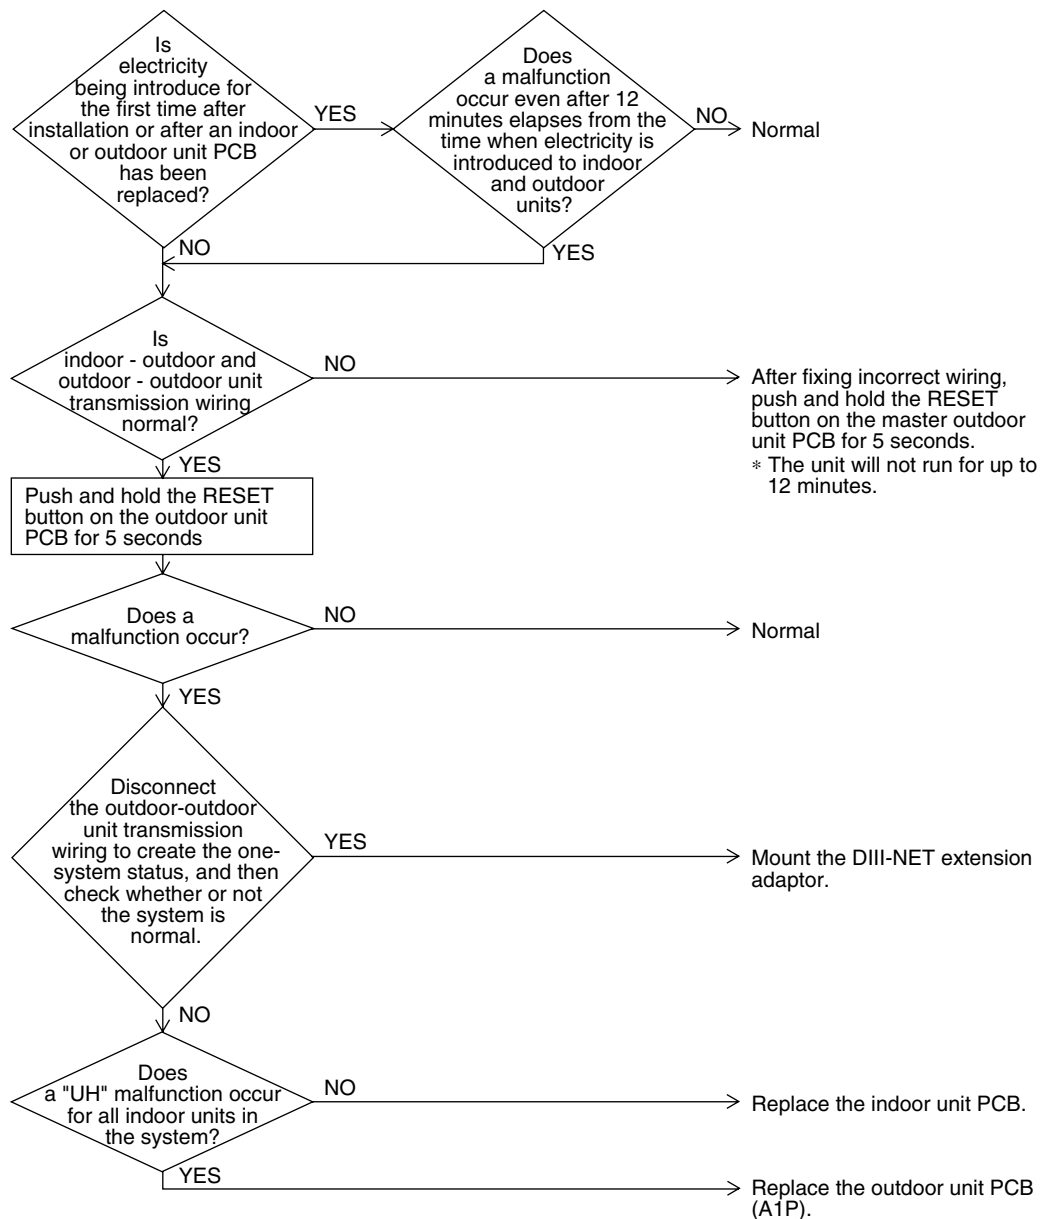 Is
electricity
being introduce for
the first time after
installation or after an indoor
or outdoor unit PCB
has been
replaced?
YES
Does
a malfunction
occur even after 12
minutes elapses from the
time when electricity is
introduced to indoor
and outdoor
units?
NO
Normal
NO
YES
Is
indoor - outdoor and
outdoor - outdoor unit
transmission wiring
normal?
NO
After fixing incorrect wiring,
push and hold the RESET
button on the master outdoor
unit PCB for 5 seconds.
* The unit will not run for up to
12 minutes.
YES
Push and hold the RESET
button on the outdoor unit
PCB for 5 seconds
Does a
malfunction occur?
NO
Normal
YES
Disconnect
the outdoor-outdoor
unit transmission
wiring to create the one-
system status, and then
check whether or not
the system is
normal.
YES
Mount the DIII-NET extension
adaptor.
NO
Does
a "UH" malfunction occur
for all indoor units in
the system?
NO
Replace the indoor unit PCB.
YES
Replace the outdoor unit PCB
(A1P).